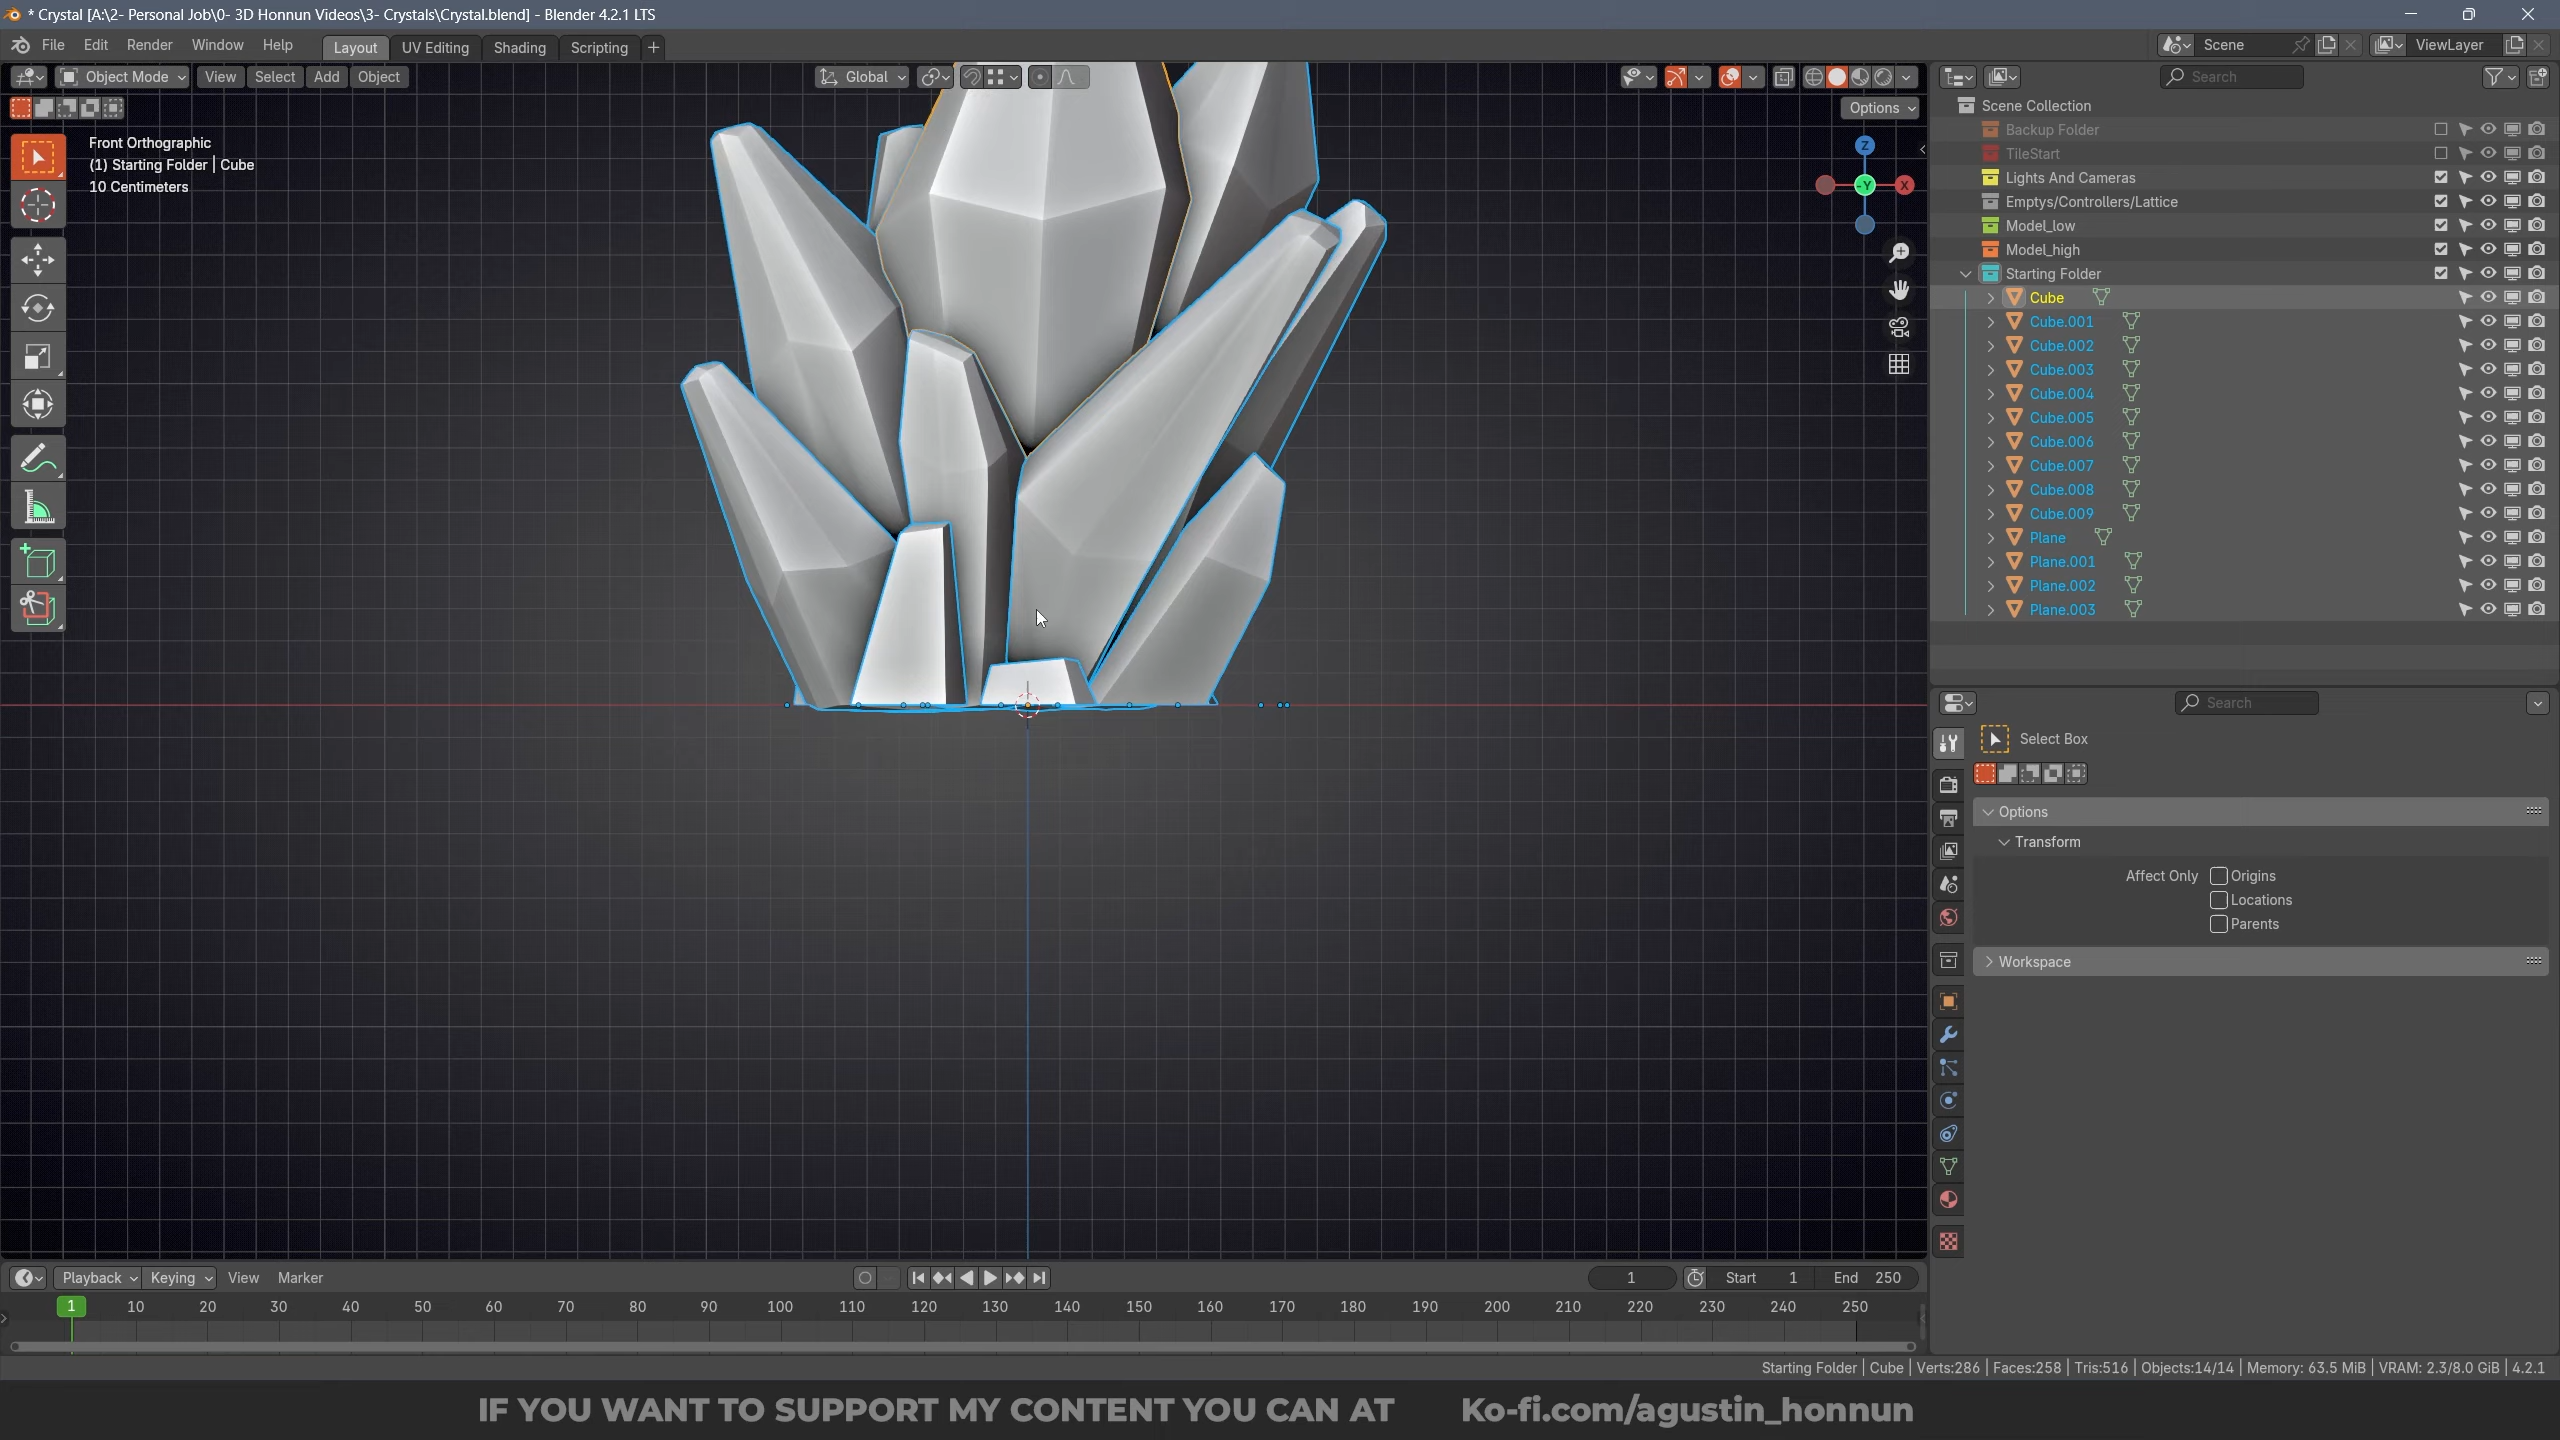 * Crystal [A:\2- Personal Job\0- 3D Honnun Videos\3- Crystals\Crystal.blend] - Blender 4.2.1 LTS
File Edit Render Window Help Layout UV Editing Shading Scripting + Scene ViewLayer
Object Mode View Select Add Object Global Search
Options
Front Orthographic
(1) Starting Folder | Cube
10 Centimeters
Z
-Y
X
Scene Collection
Backup Folder
TileStart
Lights And Cameras
Emptys/Controllers/Lattice
Model_low
Model_high
Starting Folder
Cube
Cube.001
Cube.002
Cube.003
Cube.004
Cube.005
Cube.006
Cube.007
Cube.008
Cube.009
Plane
Plane.001
Plane.002
Plane.003
Search
Select Box
Options
Transform
Affect Only Origins
Locations
Parents
Workspace
Playback Keying View Marker 1 Start 1 End 250
1 10 20 30 40 50 60 70 80 90 100 110 120 130 140 150 160 170 180 190 200 210 220 230 240 250
Starting Folder | Cube | Verts:286 | Faces:258 | Tris:516 | Objects:14/14 | Memory: 63.5 MiB | VRAM: 2.3/8.0 GiB | 4.2.1
IF YOU WANT TO SUPPORT MY CONTENT YOU CAN AT Ko-fi.com/agustin_honnun